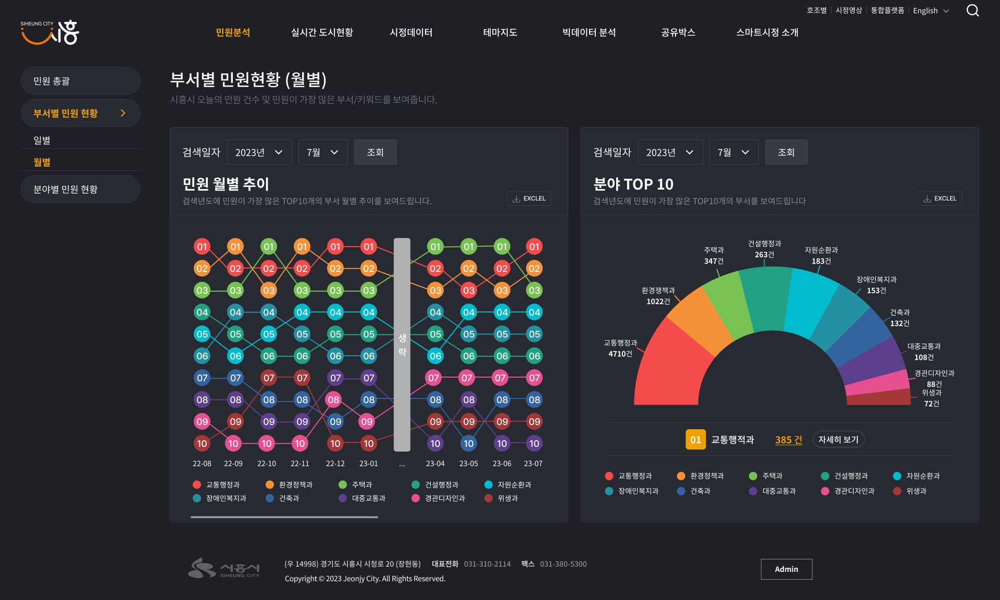 호조별 시정영상 통합플랫폼 English
SIHEUNG CITY
시흥
민원분석 실시간 도시현황 시정데이터 테마지도 빅데이터 분석 공유박스 스마트시정 소개
민원 총괄
부서별 민원 현황
일별
월별
분야별 민원 현황
부서별 민원현황 (월별)
시흥시 오늘의 민원 건수 및 민원이 가장 많은 부서/키워드를 보여줍니다.
검색일자 2023년 7월 조회
민원 월별 추이
검색년도에 민원이 가장 많은 TOP10개의 부서 월별 추이를 보여드립니다.
EXCLEL
01 01 01 01 01 01 01 01 01 01
02 02 02 02 02 02 02 02 02 02
03 03 03 03 03 03 03 03 03 03
04 04 04 04 04 04 04 04 04 04
05 05 05 05 05 05 05 05 05 05
06 06 06 06 06 06 06 06 06 06
07 07 07 07 07 07 07 07 07 07
08 08 08 08 08 08 08 08 08 08
09 09 09 09 09 09 09 09 09 09
10 10 10 10 10 10 10 10 10 10
생
략
22-08 22-09 22-10 22-11 22-12 23-01 ... 23-04 23-05 23-06 23-07
교통행정과 환경정책과 주택과 건설행정과 자원순환과
장애인복지과 건축과 대중교통과 경관디자인과 위생과
검색일자 2023년 7월 조회
분야 TOP 10
검색년도에 민원이 가장 많은 TOP10개의 부서를 보여드립니다
EXCLEL
교통행정과
4710건
환경쟁책과
1022건
주택과
347건
건설행정과
263건
자원순환과
183건
장애인복지과
153건
건축과
132건
대중교통과
108건
경관디자인과
88건
위생과
72건
01 교통행적과 385 건 자세히 보기
교통행정과 환경정책과 주택과 건설행정과 자원순환과
장애인복지과 건축과 대중교통과 경관디자인과 위생과
시흥시
SIHEUNG CITY
(우 14998) 경기도 시흥시 시청로 20 (장현동) 대표전화 031-310-2114 팩스 031-380-5300
Copyright © 2023 Jeonjy City. All Rights Reserved.
Admin